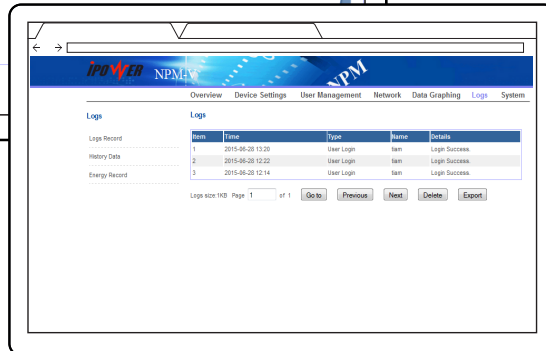 iPOWER NPM-V NPM
Overview Device Settings User Management Network Data Graphing Logs System
Logs
Logs Record
History Data
Energy Record
Logs
Item Time Type Name Details
1 2015-06-28 13:20 User Login tiam Login Success.
2 2015-06-28 12:22 User Login tiam Login Success.
3 2015-06-28 12:14 User Login tiam Login Success.
Logs size 1KB Page 1 of 1 Go to Previous Next Delete Export